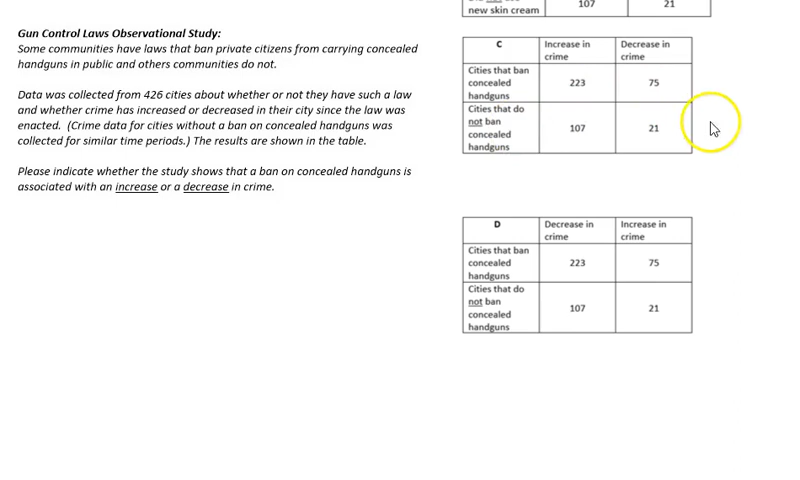 107 21
new skin cream
Gun Control Laws Observational Study:
Some communities have laws that ban private citizens from carrying concealed
handguns in public and others communities do not.
Data was collected from 426 cities about whether or not they have such a law
and whether crime has increased or decreased in their city since the law was
enacted. (Crime data for cities without a ban on concealed handguns was
collected for similar time periods.) The results are shown in the table.
Please indicate whether the study shows that a ban on concealed handguns is
associated with an increase or a decrease in crime.
C Increase in Decrease in
crime crime
Cities that ban
concealed 223 75
handguns
Cities that do
not ban
concealed 107 21
handguns
D Decrease in Increase in
crime crime
Cities that ban
concealed 223 75
handguns
Cities that do
not ban
concealed 107 21
handguns